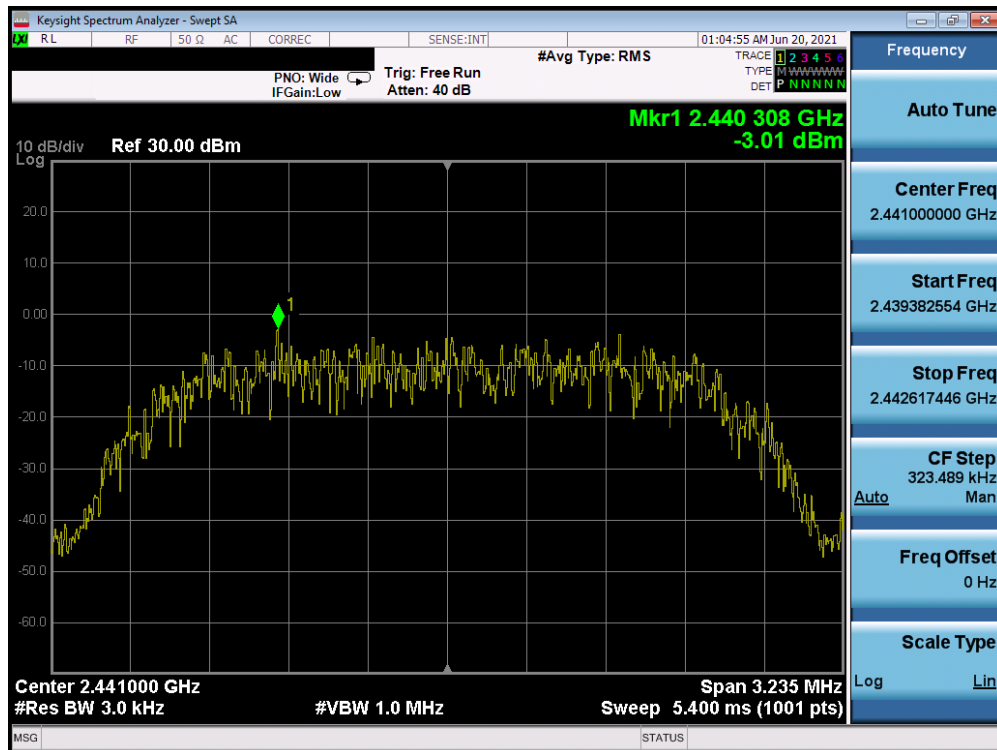 Keysight Spectrum Analyzer - Swept SA
LXI RL RF 50 Ω AC CORREC SENSE:INT 01:04:55 AM Jun 20, 2021
#Avg Type: RMS
TRACE 1 2 3 4 5 6
TYPE M W W W W W
DET P N N N N N
PNO: Wide
IFGain:Low
Trig: Free Run
Atten: 40 dB
Mkr1 2.440 308 GHz
-3.01 dBm
10 dB/div Ref 30.00 dBm
Log
20.0
10.0
0.00
-10.0
-20.0
-30.0
-40.0
-50.0
-60.0
1
Center 2.441000 GHz Span 3.235 MHz
#Res BW 3.0 kHz #VBW 1.0 MHz Sweep 5.400 ms (1001 pts)
MSG STATUS
Frequency
Auto Tune
Center Freq
2.441000000 GHz
Start Freq
2.439382554 GHz
Stop Freq
2.442617446 GHz
CF Step
323.489 kHz
Auto Man
Freq Offset
0 Hz
Scale Type
Log Lin